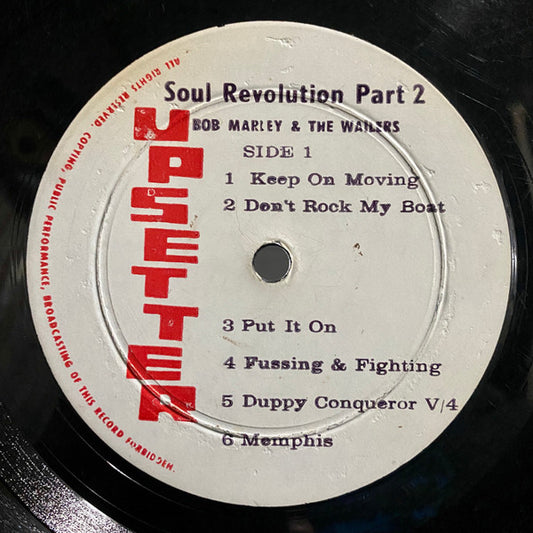 Soul Revolution Part 2
BOB MARLEY & THE WAILERS
SIDE 1
1 Keep On Moving
2 Don't Rock My Boat
3 Put It On
4 Fussing & Fighting
5 Duppy Conqueror V/4
6 Memphis
UPSETTER
ALL RIGHTS RESERVED. COPYING, PUBLIC PERFORMANCE, BROADCASTING OF THIS RECORD FORBIDDEN.